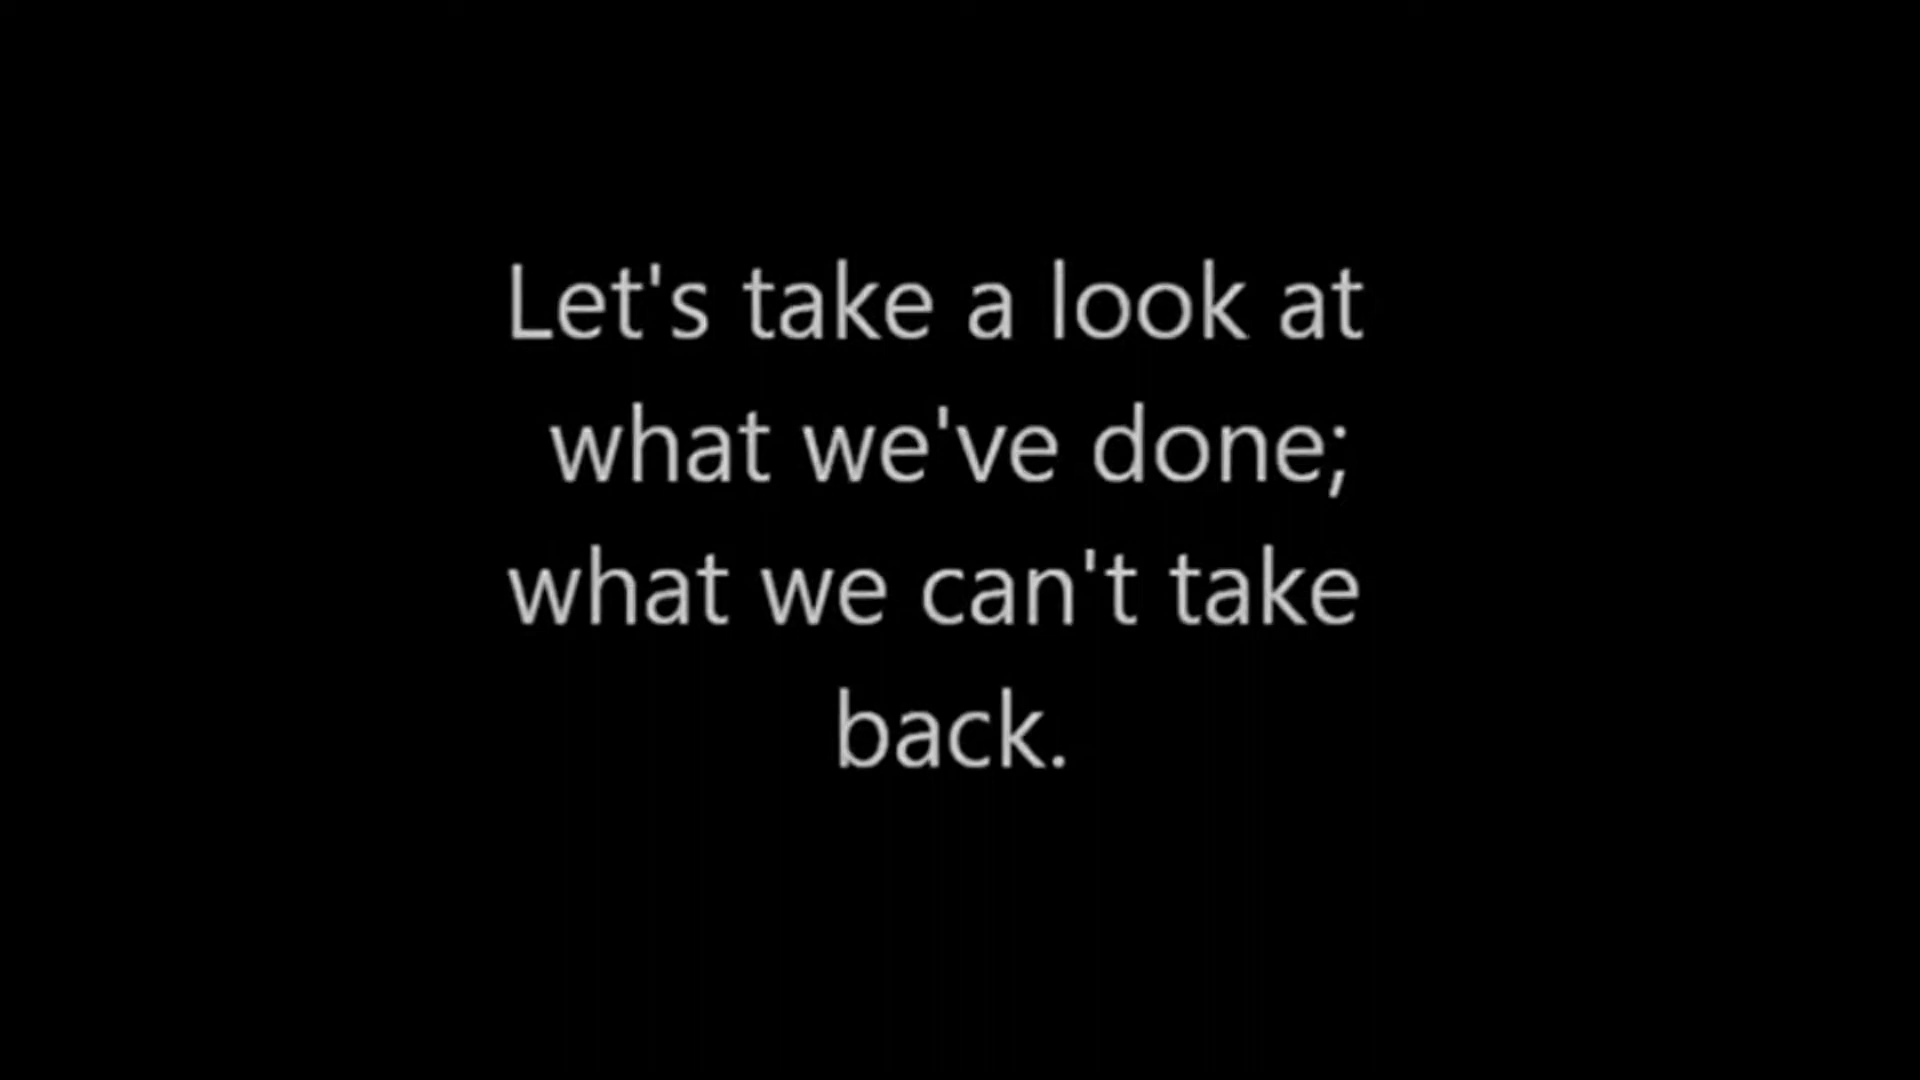 Let's take a look at
what we've done;
what we can't take
back.